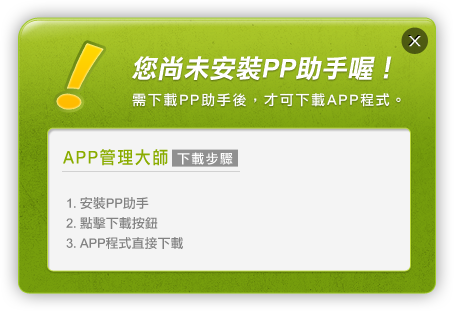 您尚未安裝PP助手喔！
需下載PP助手後，才可下載APP程式。
APP管理大師 下載步驟
1. 安裝PP助手
2. 點擊下載按鈕
3. APP程式直接下載